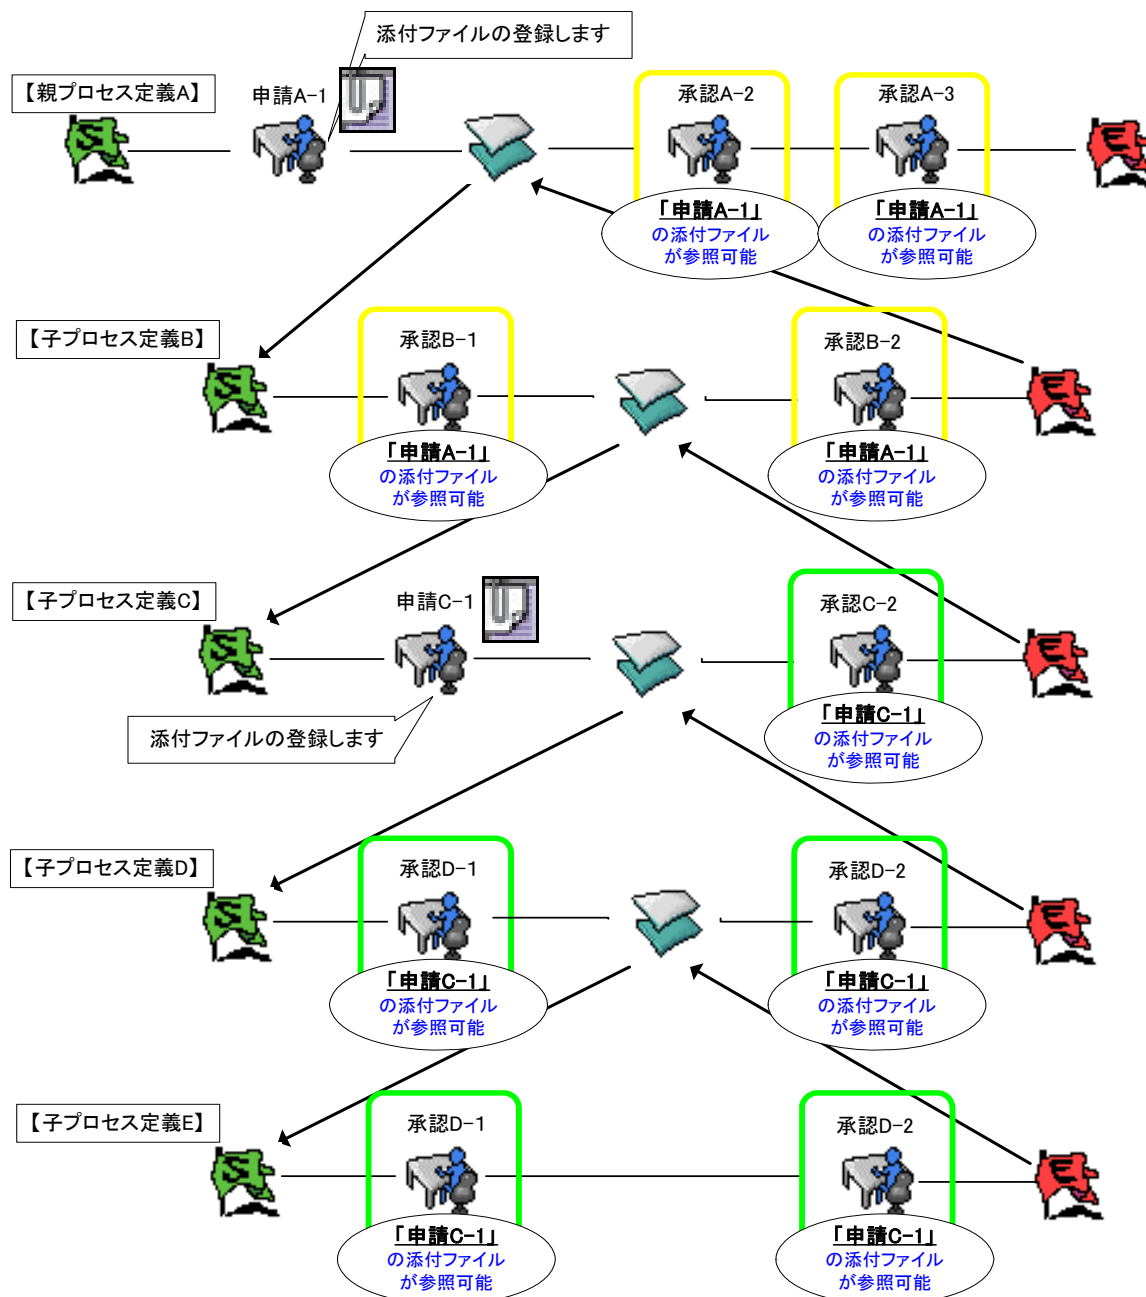 添付ファイルの登録します
【親プロセス定義A】
申請A-1
承認A-2
承認A-3
「申請A-1」
の添付ファイル
が参照可能
「申請A-1」
の添付ファイル
が参照可能
【子プロセス定義B】
承認B-1
承認B-2
「申請A-1」
の添付ファイル
が参照可能
「申請A-1」
の添付ファイル
が参照可能
【子プロセス定義C】
申請C-1
承認C-2
添付ファイルの登録します
「申請C-1」
の添付ファイル
が参照可能
【子プロセス定義D】
承認D-1
承認D-2
「申請C-1」
の添付ファイル
が参照可能
「申請C-1」
の添付ファイル
が参照可能
【子プロセス定義E】
承認D-1
承認D-2
「申請C-1」
の添付ファイル
が参照可能
「申請C-1」
の添付ファイル
が参照可能